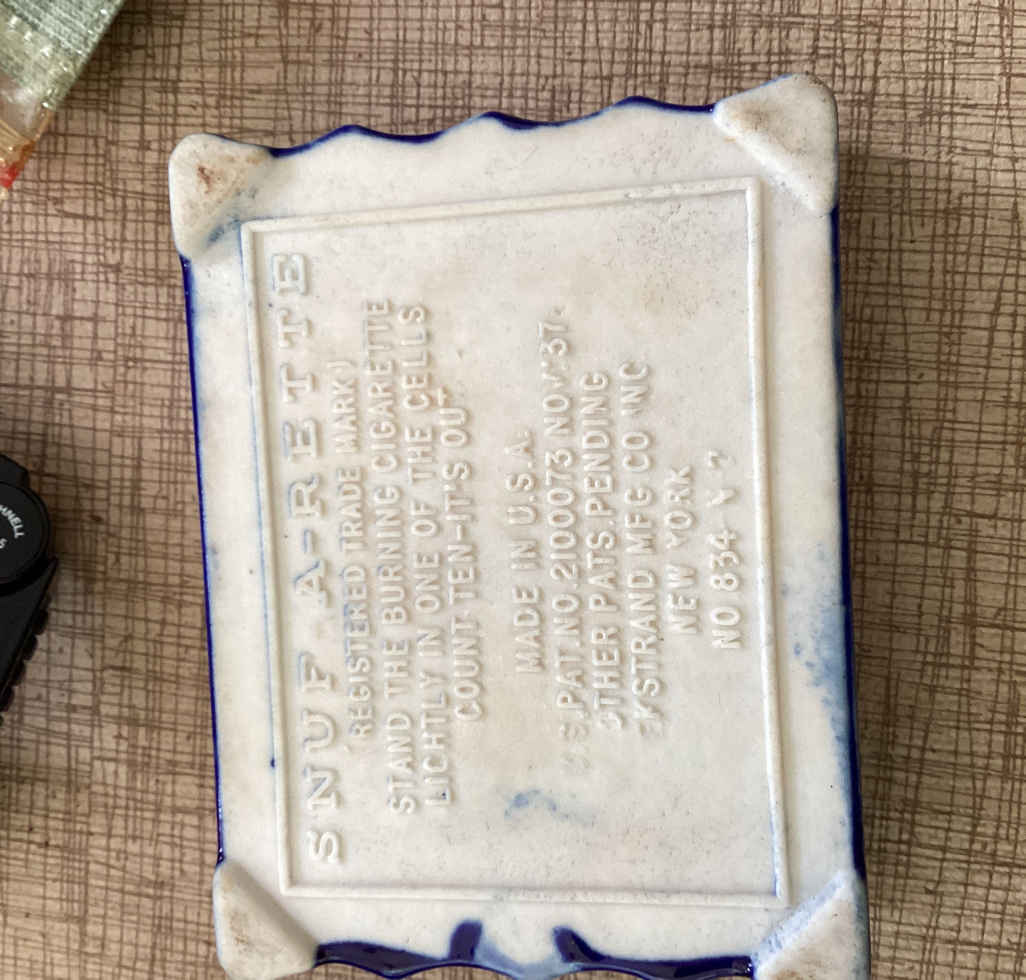 SNUF-A-RETTE
REGISTERED TRADE MARK)
STAND THE BURNING CIGARETTE
LIGHTLY IN ONE OF THE CELLS
COUNT TEN-IT'S OUT
MADE IN U.S.A.
U.S.PAT.NO.2100073 NOV.'37.
OTHER PATS.PENDING
EKSTRAND MFG CO INC
NEW YORK
NO 834